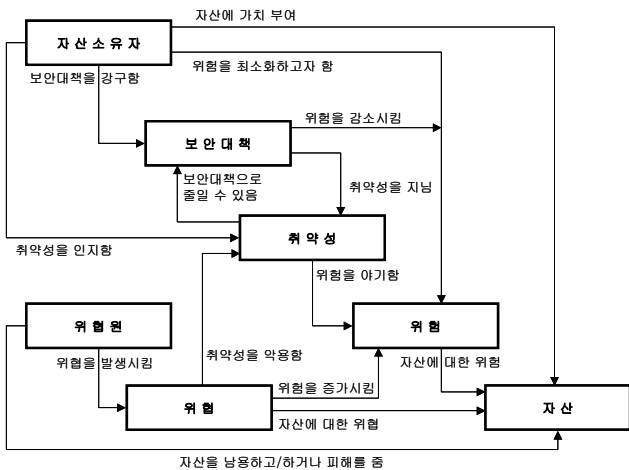 자산에 가치 부여
자산소유자
위험을 최소화하고자 함
보안대책을 강구함
위험을 감소시킴
보안대책
보안대책으로
줄일 수 있음
취약성을 지님
취약성
취약성을 인지함
위험을 야기함
위협원
위험
위협을 발생시킴
취약성을 악용함
자산에 대한 위험
위험을 증가시킴
위협
자산
자산에 대한 위협
자산을 남용하고/하거나 피해를 줌